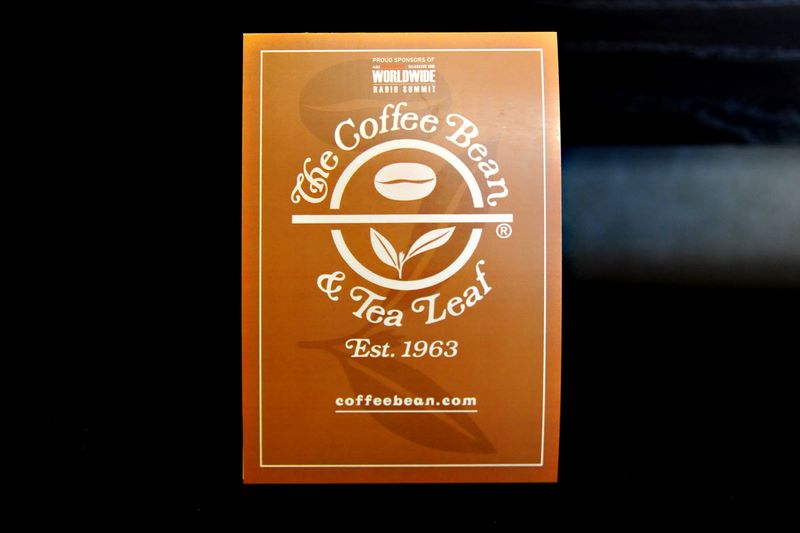 PROUD SPONSORS OF
WORLDWIDE
RADIO SUMMIT
The Coffee Bean
®
& Tea Leaf
Est. 1963
coffeebean.com